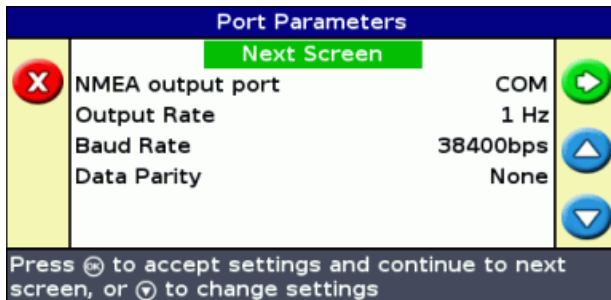 Port Parameters
Next Screen
NMEA output port COM
Output Rate 1 Hz
Baud Rate 38400bps
Data Parity None
Press OK to accept settings and continue to next
screen, or to change settings